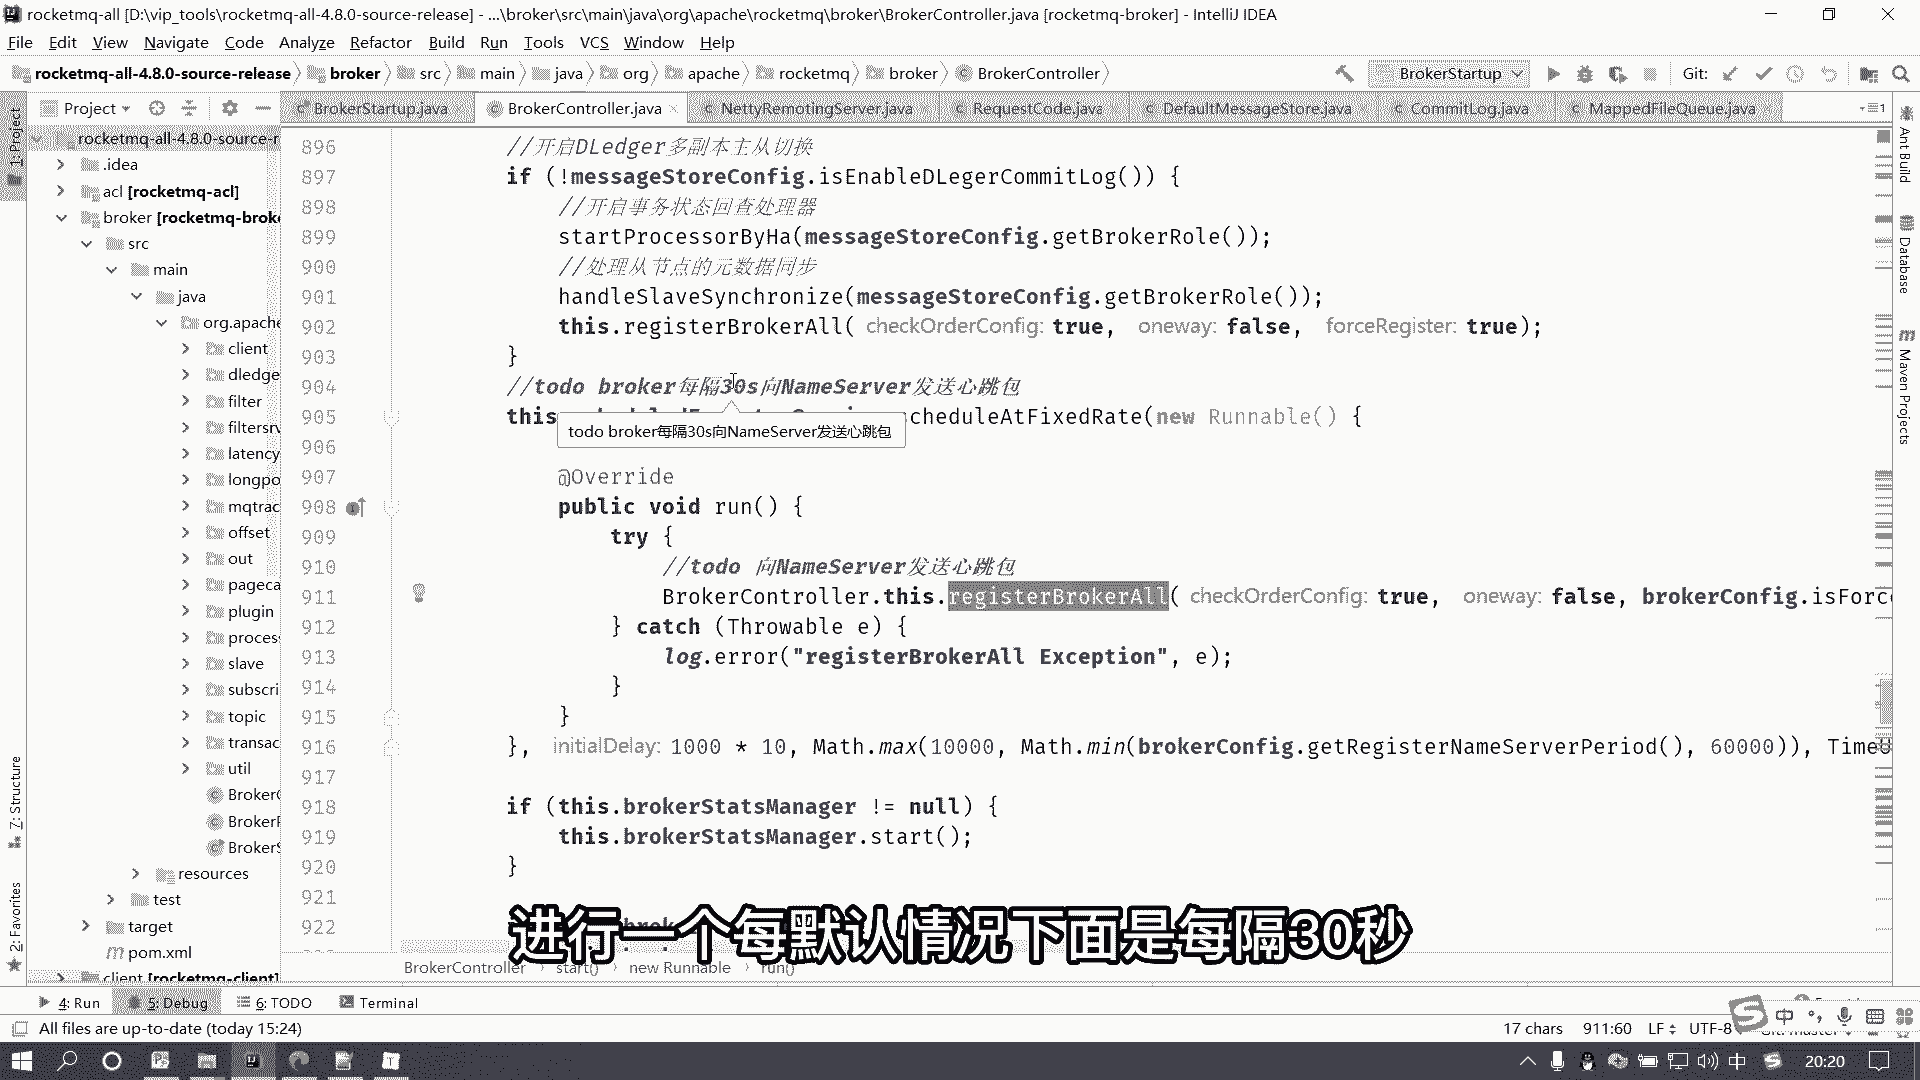 rocketmq-all [D:\vip_tools\rocketmq-all-4.8.0-source-release] - ...\broker\src\main\java\org\apache\rocketmq\broker\BrokerController.java [rocketmq-broker] - IntelliJ IDEA
File Edit View Navigate Code Analyze Refactor Build Run Tools VCS Window Help
rocketmq-all-4.8.0-source-release broker src main java org apache rocketmq broker BrokerController BrokerStartup Git:
Project BrokerStartup.java BrokerController.java NettyRemotingServer.java RequestCode.java DefaultMessageStore.java CommitLog.java MappedFileQueue.java
1: Project
7: Structure
2: Favorites
rocketmq-all-4.8.0-source-r
.idea
acl [rocketmq-acl]
broker [rocketmq-broke
src
main
java
org.apache
client
dledge
filter
filtersrv
latency
longpo
mqtrac
offset
out
pageca
plugin
process
slave
subscri
topic
transac
util
Broker
Broker
Broker
resources
test
target
pom.xml
client [rocketmq-client]
896 //开启DLedger多副本主从切换
897 if (!messageStoreConfig.isEnableDLegerCommitLog()) {
898 //开启事务状态回查处理器
899 startProcessorByHa(messageStoreConfig.getBrokerRole());
900 //处理从节点的元数据同步
901 handleSlaveSynchronize(messageStoreConfig.getBrokerRole());
902 this.registerBrokerAll( checkOrderConfig: true, oneway: false, forceRegister: true);
903 }
904 //todo broker每隔30s向NameServer发送心跳包
905 this cheduleAtFixedRate(new Runnable() {
todo broker每隔30s向NameServer发送心跳包
906
907 @Override
908 public void run() {
909 try {
910 //todo 向NameServer发送心跳包
911 BrokerController.this.registerBrokerAll( checkOrderConfig: true, oneway: false, brokerConfig.isForc
912 } catch (Throwable e) {
913 log.error("registerBrokerAll Exception", e);
914 }
915 }
916 }, initialDelay: 1000 * 10, Math.max(10000, Math.min(brokerConfig.getRegisterNameServerPeriod(), 60000)), TimeU
917
918 if (this.brokerStatsManager != null) {
919 this.brokerStatsManager.start();
920 }
921
922
进行一个每默认情况下面是每隔30秒
BrokerController start() new Runnable run()
Ant Build
Database
Maven Projects
4: Run 5: Debug 6: TODO Terminal
All files are up-to-date (today 15:24) 17 chars 911:60 LF UTF-8
中
中 20:20